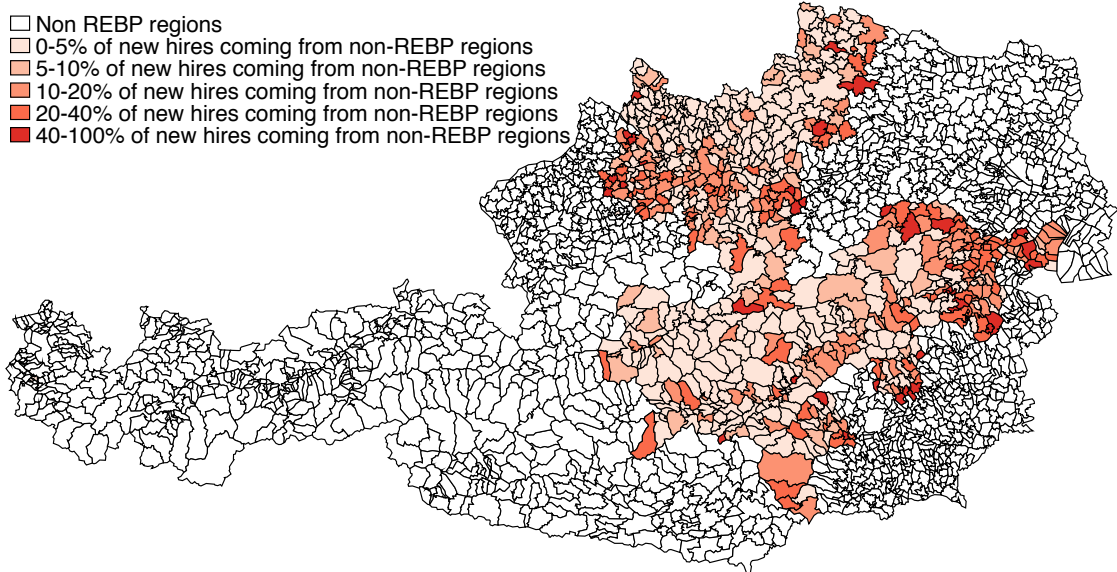 Non REBP regions
0-5% of new hires coming from non-REBP regions
5-10% of new hires coming from non-REBP regions
10-20% of new hires coming from non-REBP regions
20-40% of new hires coming from non-REBP regions
40-100% of new hires coming from non-REBP regions